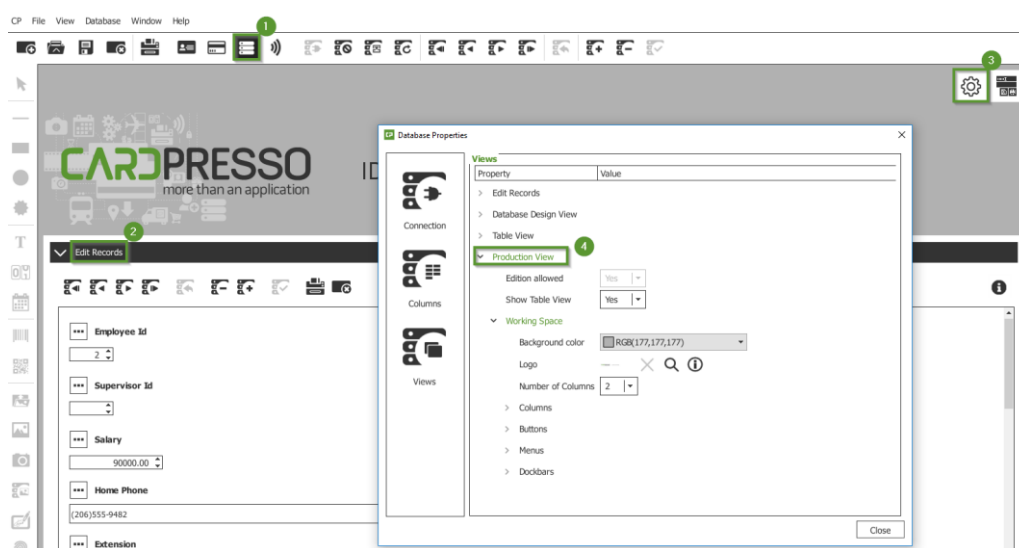 CP File View Database Window Help
1
3
CARDPRESSO
more than an application
ID
2
Edit Records
Employee Id
2
Supervisor Id
Salary
90000.00
Home Phone
(206)555-9482
Extension
CP Database Properties
Connection
Columns
Views
Views
Property Value
Edit Records
Database Design View
Table View
4
Production View
Edition allowed Yes
Show Table View Yes
Working Space
Background color RGB(177,177,177)
Logo
Number of Columns 2
Columns
Buttons
Menus
Dockbars
Close